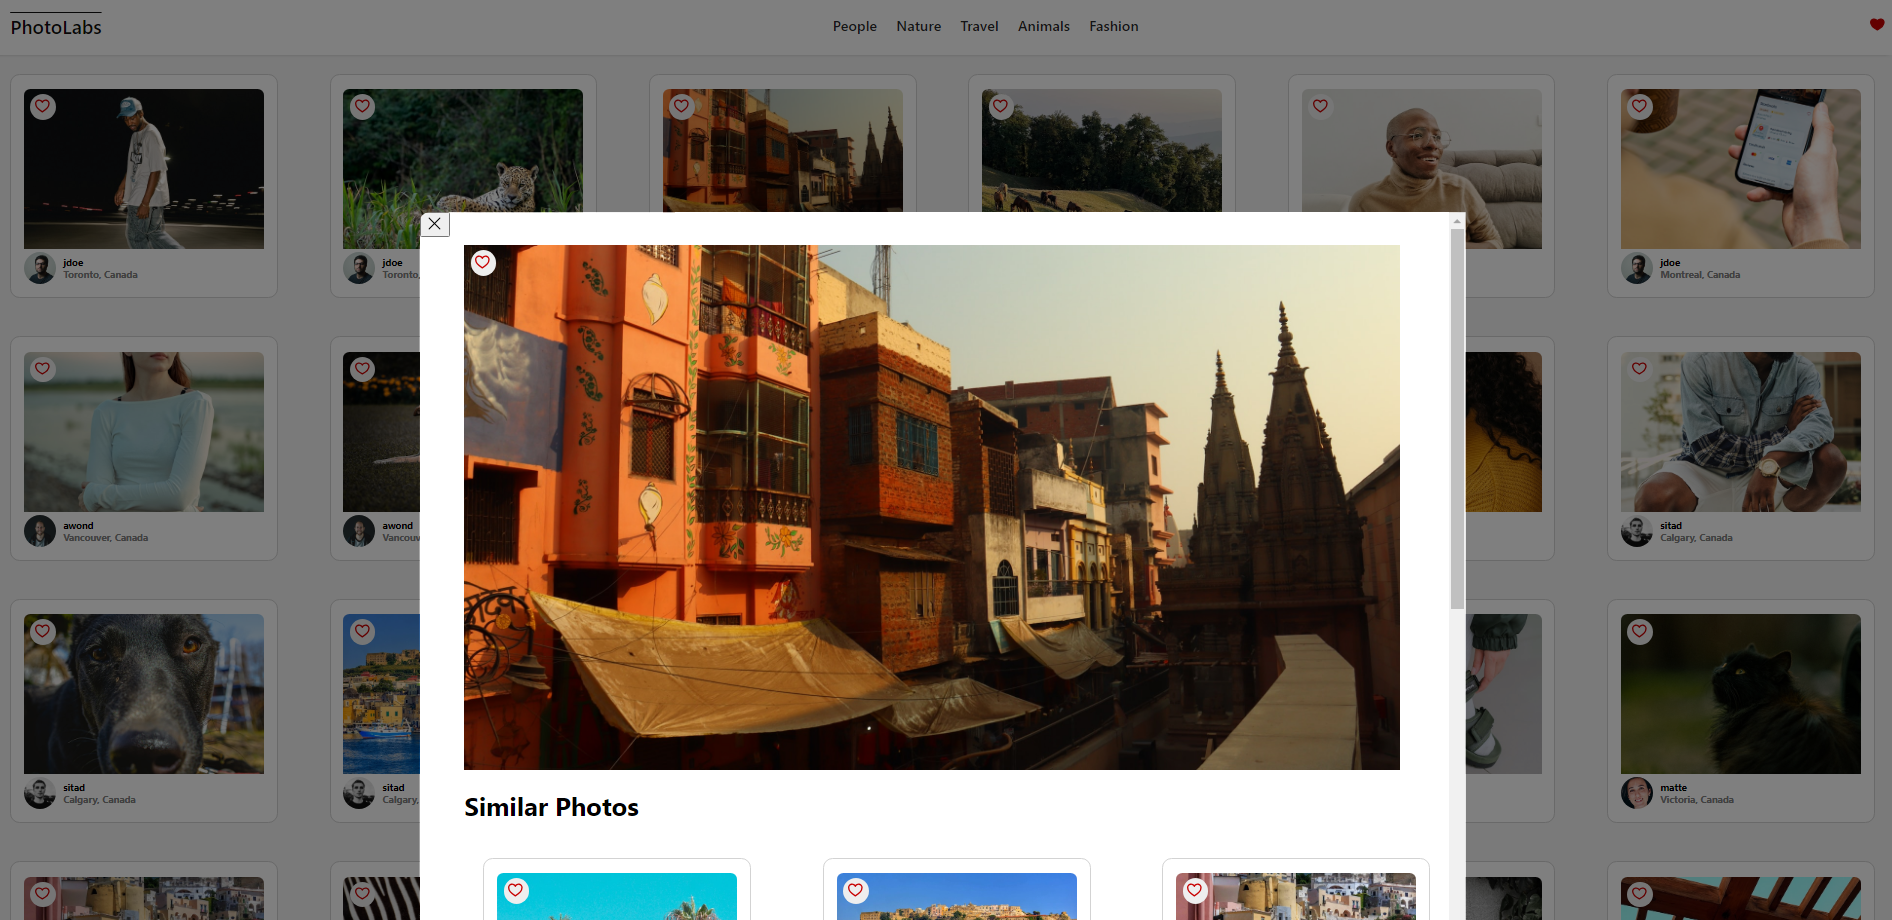 PhotoLabs
People Nature Travel Animals Fashion
jdoe
Toronto, Canada
jdoe
Toronto,
jdoe
Montreal, Canada
awond
Vancouver, Canada
awond
Vancouv
sitad
Calgary, Canada
sitad
Calgary, Canada
sitad
Calgary,
matte
Victoria, Canada
Similar Photos